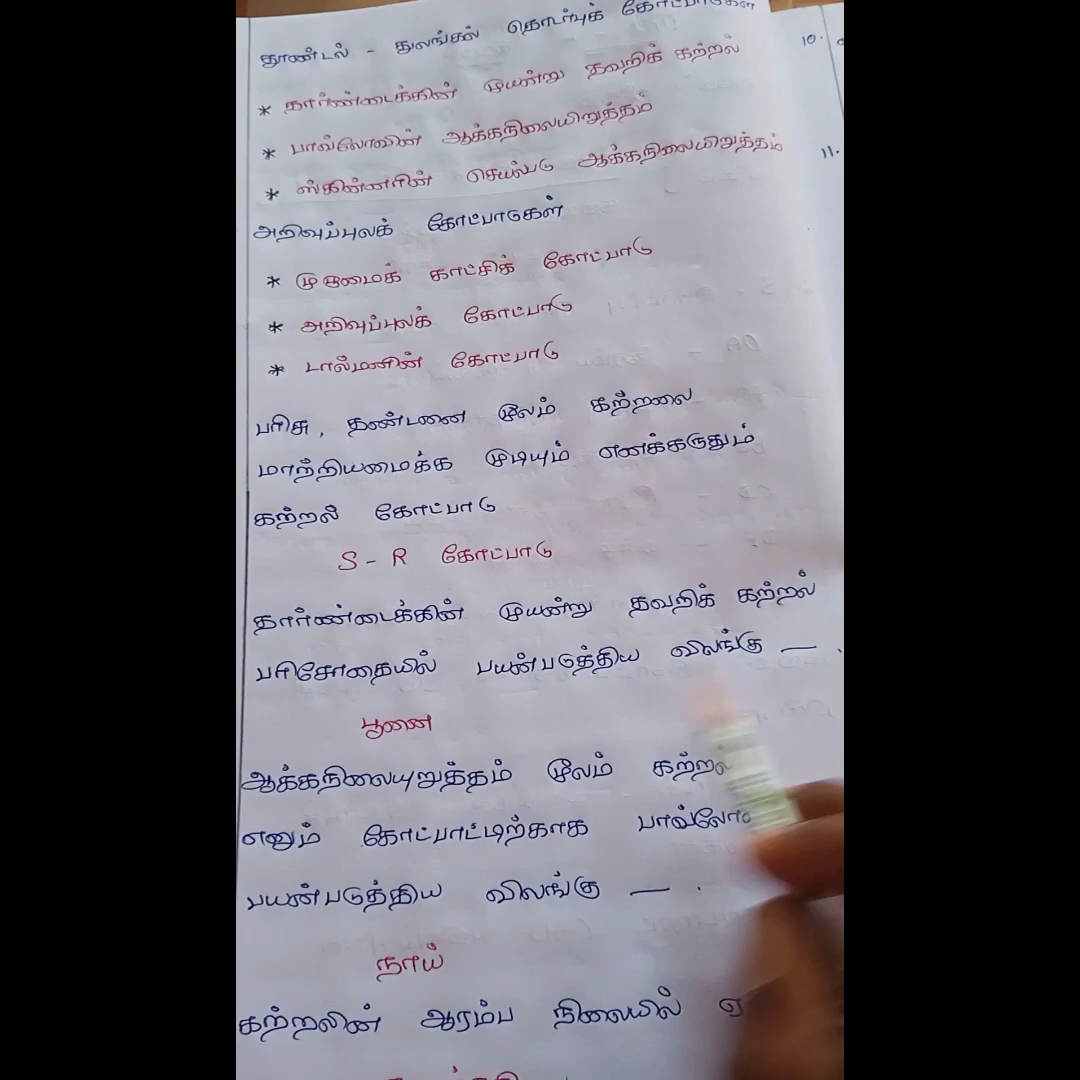 தூண்டல் - துலங்கல் தொடர்புக் கோட்பாடுகள்
* தார்ண்டைக்கின் முயன்று தவறிக் கற்றல்
* பாவ்லோவின் ஆக்கநிலையிறுத்தம்
* ஸ்கின்னரின் செயல்படு ஆக்கநிலையிறுத்தம்
அறிவுப்புலக் கோட்பாடுகள்
* முழுமைக் காட்சிக் கோட்பாடு
* அறிவுப்புலக் கோட்பாடு
* டால்மனின் கோட்பாடு
பரிசு, தண்டனை மூலம் கற்றலை
மாற்றியமைக்க முடியும் எனக்கருதும்
கற்றல் கோட்பாடு
S - R கோட்பாடு
தார்ண்டைக்கின் முயன்று தவறிக் கற்றல்
பரிசோதையில் பயன்படுத்திய விலங்கு — .
பூனை
ஆக்கநிலையுறுத்தம் மூலம் கற்றல்
எனும் கோட்பாட்டிற்காக
பயன்படுத்திய விலங்கு — .
நாய்
கற்றலின் ஆரம்ப நிலையில் ஏ
10.
11.